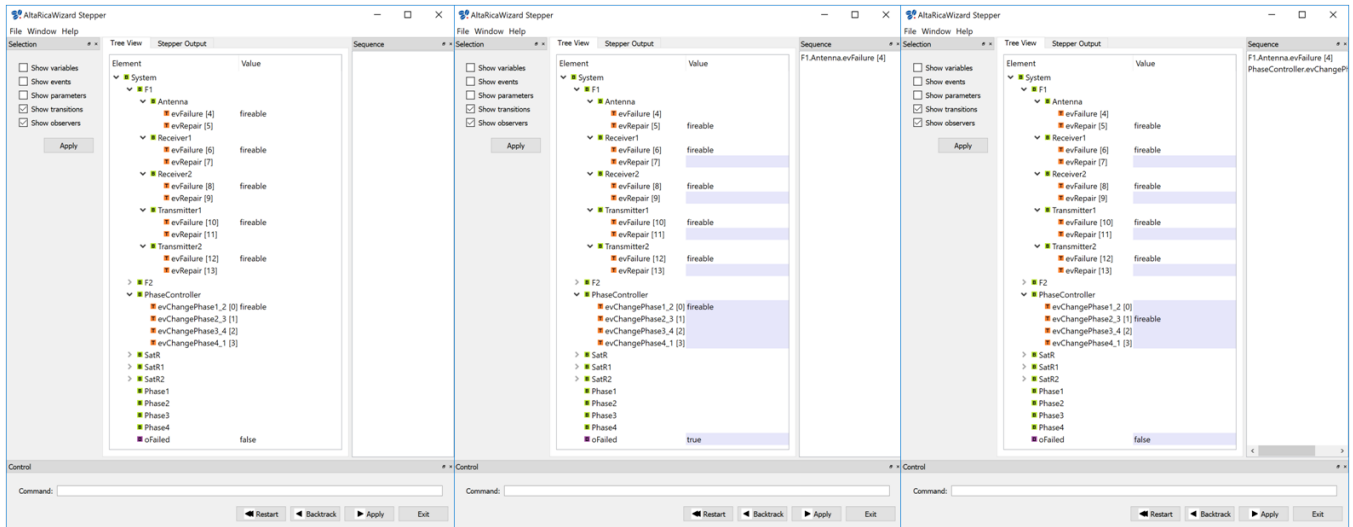 AltaRicaWizard Stepper
File Window Help
Selection
Show variables
Show events
Show parameters
Show transitions
Show observers
Apply
Tree View Stepper Output
Element Value
System
F1
Antenna
evFailure [4] fireable
evRepair [5]
Receiver1
evFailure [6] fireable
evRepair [7]
Receiver2
evFailure [8] fireable
evRepair [9]
Transmitter1
evFailure [10] fireable
evRepair [11]
Transmitter2
evFailure [12] fireable
evRepair [13]
F2
PhaseController
evChangePhase1_2 [0] fireable
evChangePhase2_3 [1]
evChangePhase3_4 [2]
evChangePhase4_1 [3]
SatR
SatR1
SatR2
Phase1
Phase2
Phase3
Phase4
oFailed false
Sequence
Control
Command:
Restart Backtrack Apply Exit
AltaRicaWizard Stepper
File Window Help
Selection
Show variables
Show events
Show parameters
Show transitions
Show observers
Apply
Tree View Stepper Output
Element Value
System
F1
Antenna
evFailure [4]
evRepair [5] fireable
Receiver1
evFailure [6] fireable
evRepair [7]
Receiver2
evFailure [8] fireable
evRepair [9]
Transmitter1
evFailure [10] fireable
evRepair [11]
Transmitter2
evFailure [12] fireable
evRepair [13]
F2
PhaseController
evChangePhase1_2 [0] fireable
evChangePhase2_3 [1]
evChangePhase3_4 [2]
evChangePhase4_1 [3]
SatR
SatR1
SatR2
Phase1
Phase2
Phase3
Phase4
oFailed true
Sequence
F1.Antenna.evFailure [4]
Control
Command:
Restart Backtrack Apply Exit
AltaRicaWizard Stepper
File Window Help
Selection
Show variables
Show events
Show parameters
Show transitions
Show observers
Apply
Tree View Stepper Output
Element Value
System
F1
Antenna
evFailure [4]
evRepair [5] fireable
Receiver1
evFailure [6] fireable
evRepair [7]
Receiver2
evFailure [8] fireable
evRepair [9]
Transmitter1
evFailure [10] fireable
evRepair [11]
Transmitter2
evFailure [12] fireable
evRepair [13]
F2
PhaseController
evChangePhase1_2 [0]
evChangePhase2_3 [1] fireable
evChangePhase3_4 [2]
evChangePhase4_1 [3]
SatR
SatR1
SatR2
Phase1
Phase2
Phase3
Phase4
oFailed false
Sequence
F1.Antenna.evFailure [4]
PhaseController.evChangeP
Control
Command:
Restart Backtrack Apply Exit